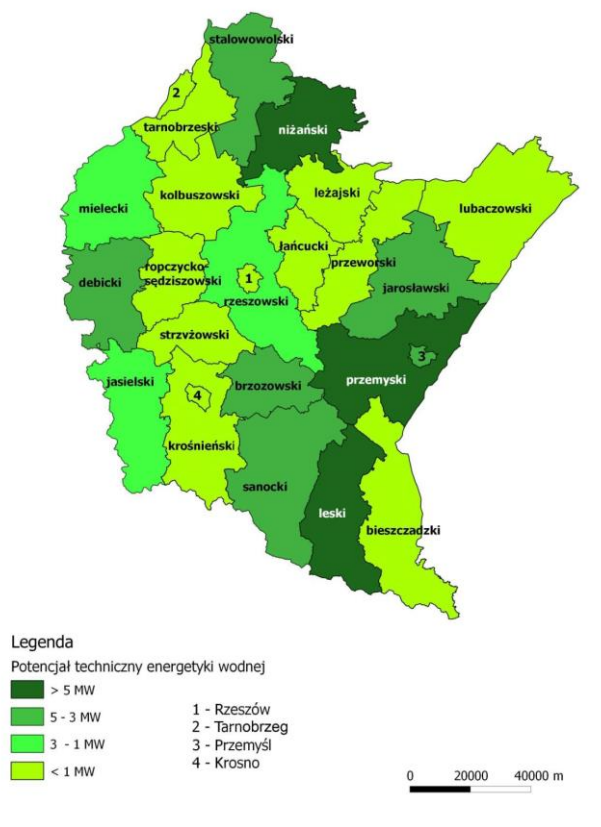 stalowowolski
2
tarnobrzeski
niżański
mielecki
kolbuszowski
leżajski
lubaczowski
łańcucki
przeworski
ropczycko-
sędziszowski
debicki
1
rzeszowski
jarosławski
strzyżowski
3
jasielski
brzozowski
przemyski
4
krośnieński
sanocki
leski
bieszczadzki
Legenda
Potencjał techniczny energetyki wodnej
> 5 MW
5 - 3 MW
3 - 1 MW
< 1 MW
1 - Rzeszów
2 - Tarnobrzeg
3 - Przemyśl
4 - Krosno
0 20000 40000 m